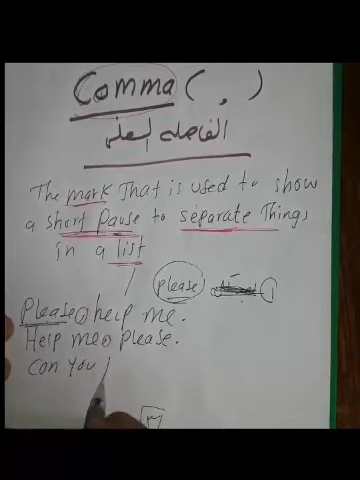 Comma ( , )
The mark That is used to show
a short pause to separate Things
in a list
please
1
Please, help me.
Help me, please.
Can you